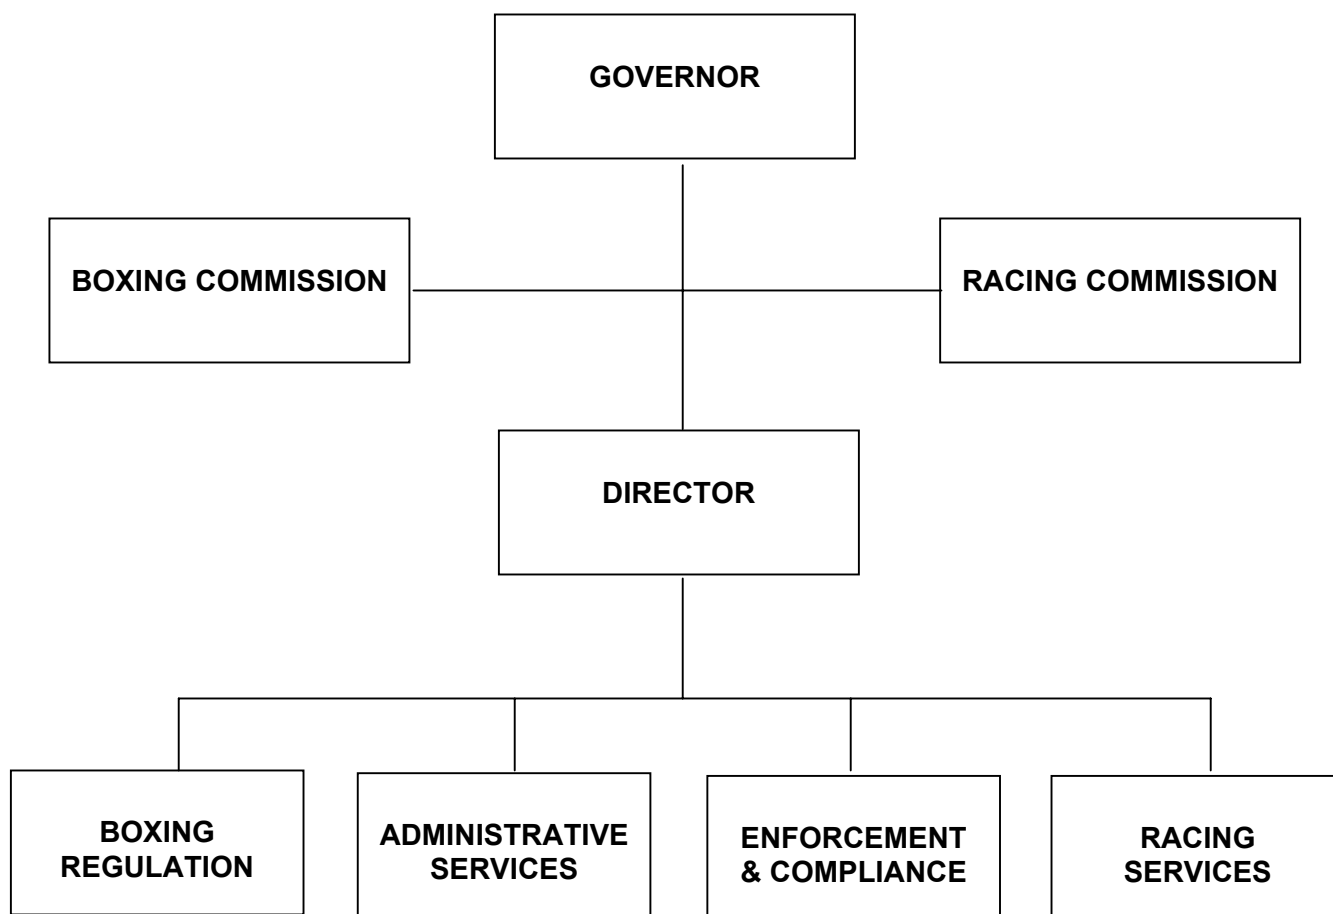 GOVERNOR
BOXING COMMISSION
RACING COMMISSION
DIRECTOR
BOXING
REGULATION
ADMINISTRATIVE
SERVICES
ENFORCEMENT
& COMPLIANCE
RACING
SERVICES